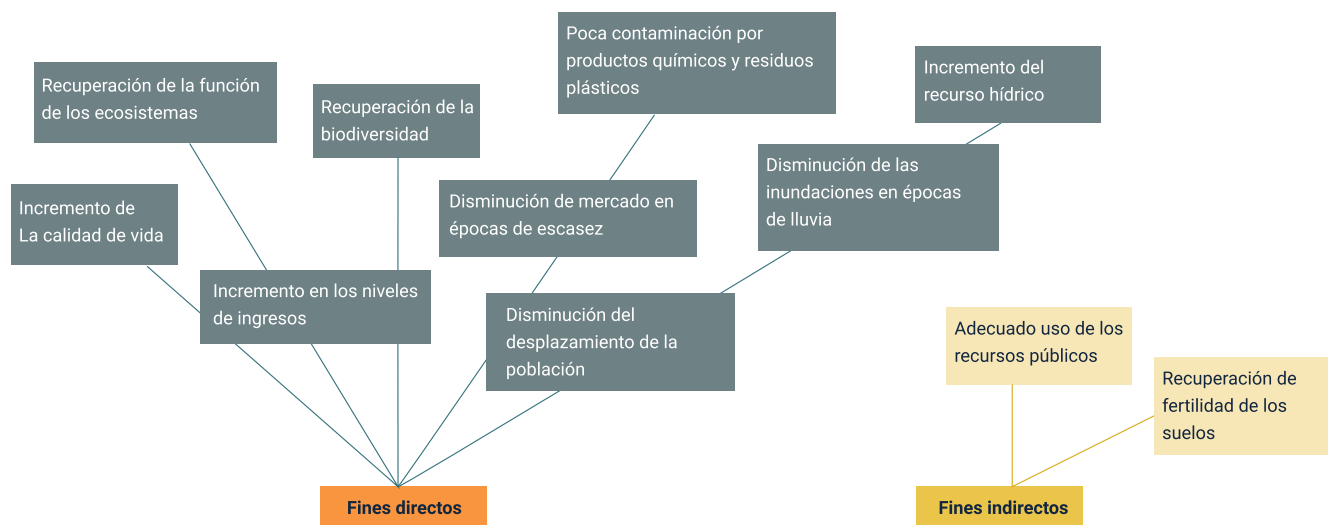 Poca contaminación por
productos químicos y residuos
plásticos
Incremento del
recurso hídrico
Recuperación de la función
de los ecosistemas
Recuperación de la
biodiversidad
Disminución de las
inundaciones en épocas
de lluvia
Incremento de
La calidad de vida
Disminución de mercado en
épocas de escasez
Incremento en los niveles
de ingresos
Disminución del
desplazamiento de la
población
Adecuado uso de los
recursos públicos
Recuperación de
fertilidad de los
suelos
Fines directos
Fines indirectos